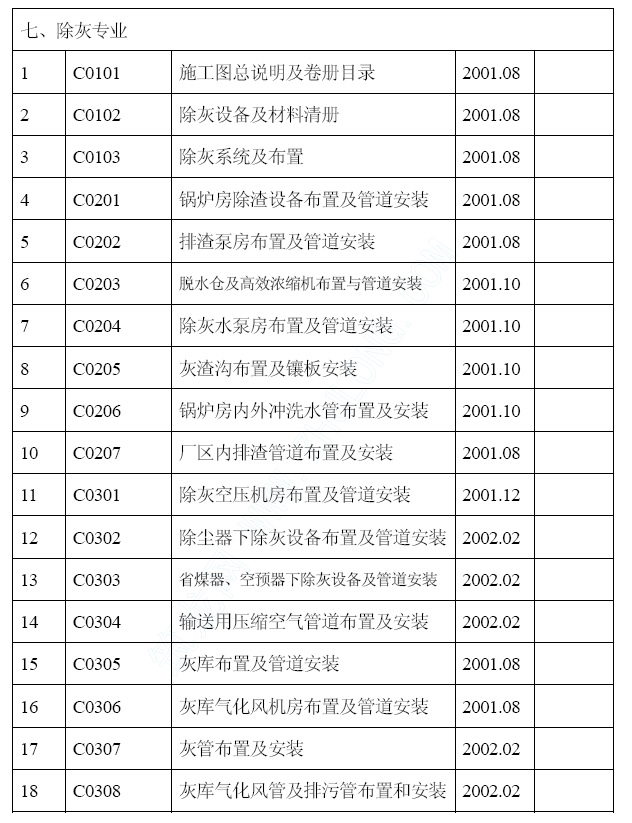 七、除灰专业
1 C0101 施工图总说明及卷册目录 2001.08
2 C0102 除灰设备及材料清册 2001.08
3 C0103 除灰系统及布置 2001.08
4 C0201 锅炉房除渣设备布置及管道安装 2001.08
5 C0202 排渣泵房布置及管道安装 2001.08
6 C0203 脱水仓及高效浓缩机布置与管道安装 2001.10
7 C0204 除灰水泵房布置及管道安装 2001.10
8 C0205 灰渣沟布置及镶板安装 2001.10
9 C0206 锅炉房内外冲洗水管布置及安装 2001.10
10 C0207 厂区内排渣管道布置及安装 2001.08
11 C0301 除灰空压机房布置及管道安装 2001.12
12 C0302 除尘器下除灰设备布置及管道安装 2002.02
13 C0303 省煤器、空预器下除灰设备及管道安装 2002.02
14 C0304 输送用压缩空气管道布置及安装 2002.02
15 C0305 灰库布置及管道安装 2001.08
16 C0306 灰库气化风机房布置及管道安装 2001.08
17 C0307 灰管布置及安装 2002.02
18 C0308 灰库气化风管及排污管布置和安装 2002.02